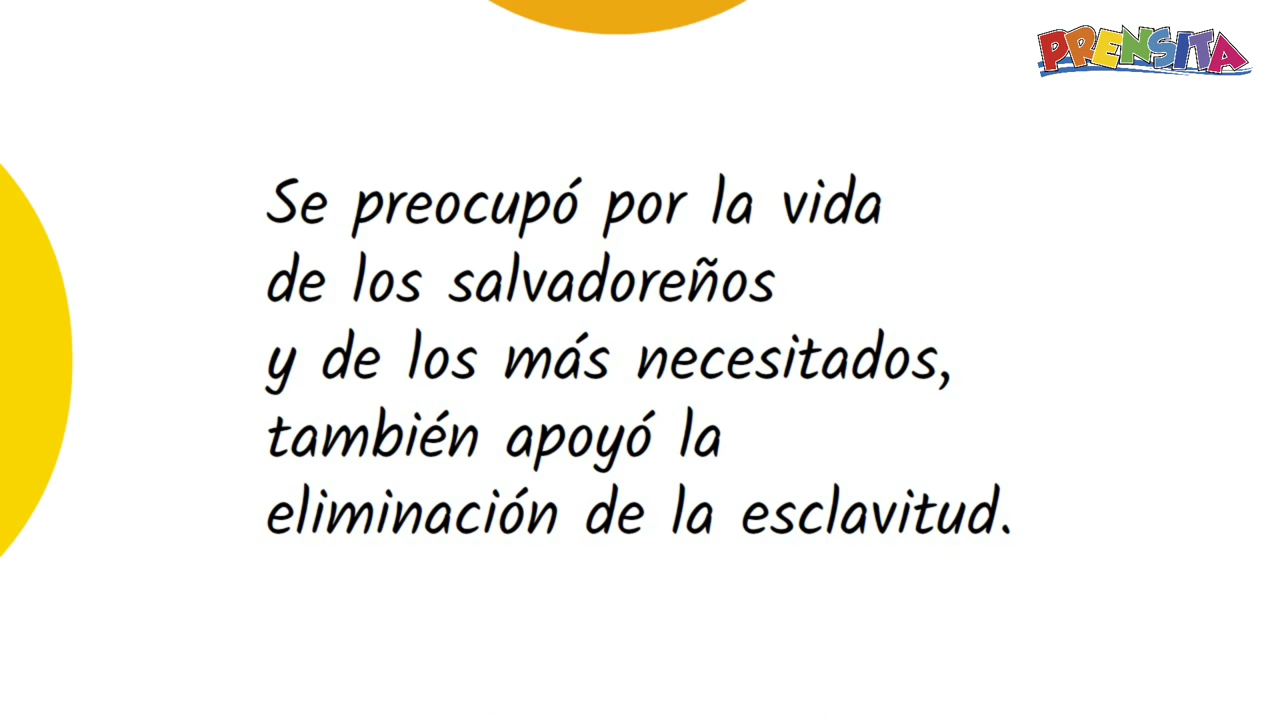 PRENSITA
Se preocupó por la vida
de los salvadoreños
y de los más necesitados,
también apoyó la
eliminación de la esclavitud.